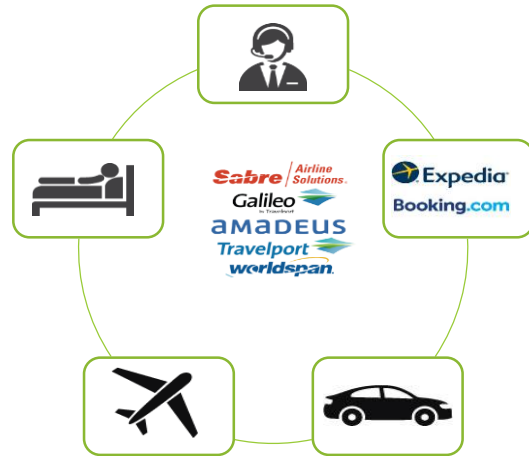 Sabre Airline Solutions.
Galileo
by Travelport
amadeus
Travelport
worldspan.
Expedia
Booking.com